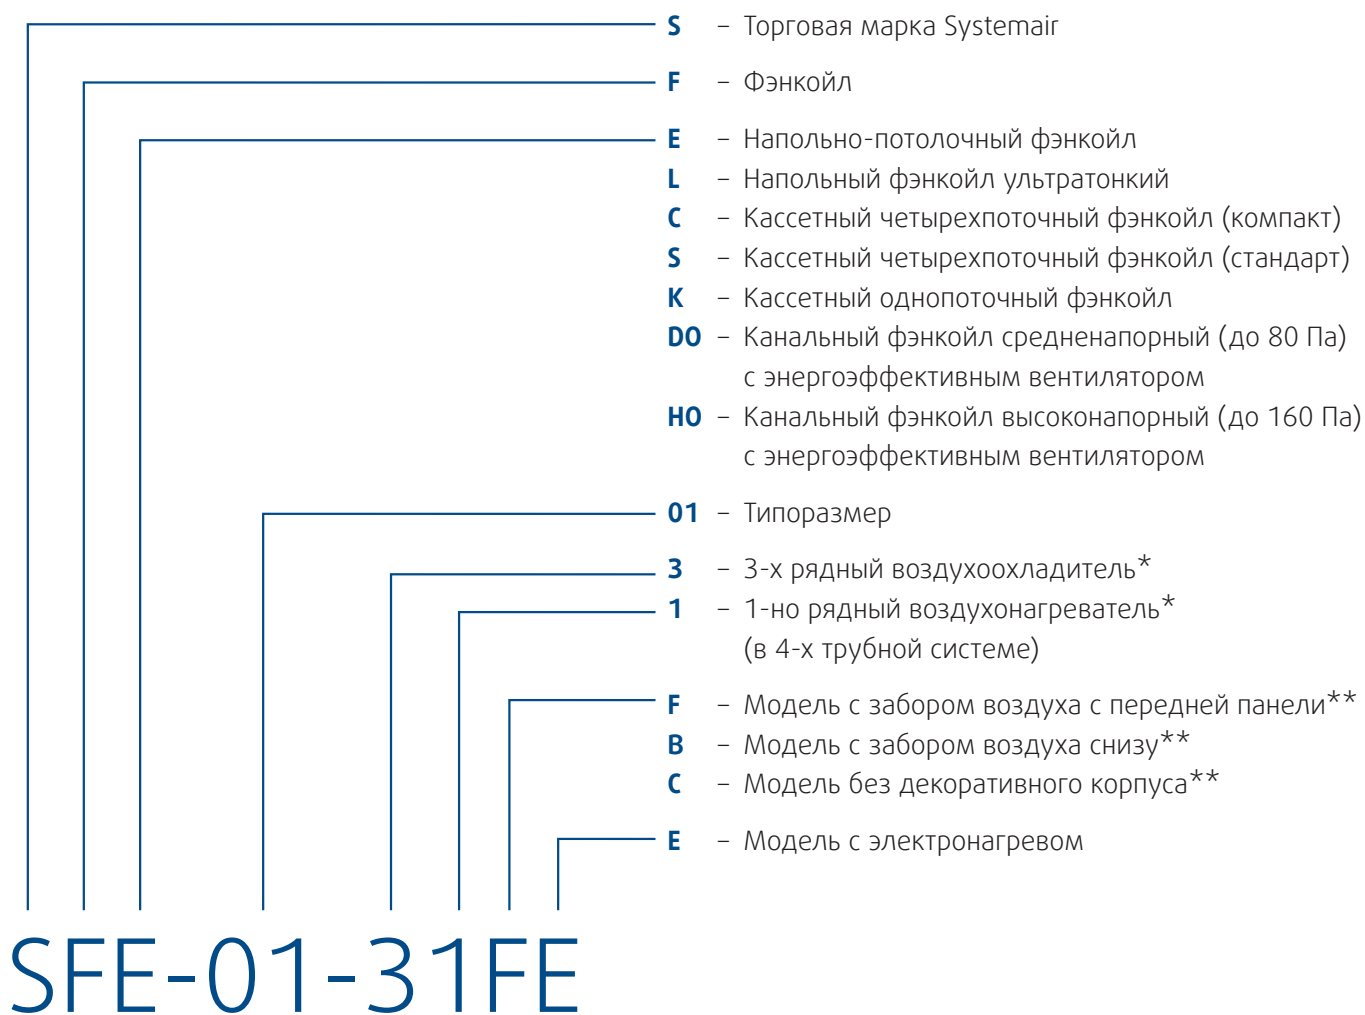 S – Торговая марка Systemair
F – Фэнкойл
E – Напольно-потолочный фэнкойл
L – Напольный фэнкойл ультратонкий
C – Кассетный четырехпоточный фэнкойл (компакт)
S – Кассетный четырехпоточный фэнкойл (стандарт)
K – Кассетный однопоточный фэнкойл
DO – Канальный фэнкойл средненапорный (до 80 Па)
с энергоэффективным вентилятором
HO – Канальный фэнкойл высоконапорный (до 160 Па)
с энергоэффективным вентилятором
01 – Типоразмер
3 – 3-х рядный воздухоохладитель*
1 – 1-но рядный воздухонагреватель*
(в 4-х трубной системе)
F – Модель с забором воздуха с передней панели**
B – Модель с забором воздуха снизу**
C – Модель без декоративного корпуса**
E – Модель с электронагревом
SFE-01-31FE